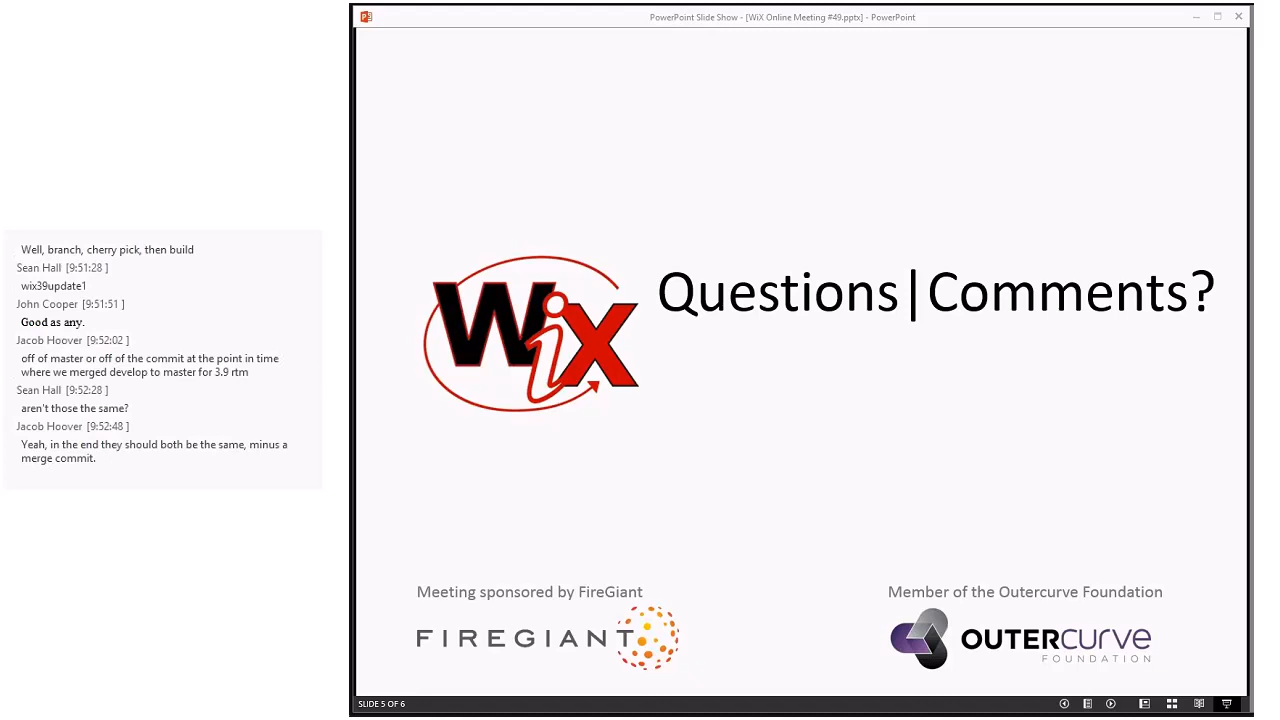 Well, branch, cherry pick, then build
Sean Hall [9:51:28 ]
wix39update1
John Cooper [9:51:51 ]
Good as any.
Jacob Hoover [9:52:02 ]
off of master or off of the commit at the point in time
where we merged develop to master for 3.9 rtm
Sean Hall [9:52:28 ]
aren't those the same?
Jacob Hoover [9:52:48 ]
Yeah, in the end they should both be the same, minus a
merge commit.
PowerPoint Slide Show - [WiX Online Meeting #49.pptx] - PowerPoint
WiX
Questions|Comments?
Meeting sponsored by FireGiant
FIREGIANT
Member of the Outercurve Foundation
OUTERCURVE
FOUNDATION
SLIDE 5 OF 6